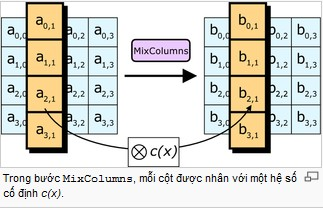 a0,0 a0,1 a0,2 a0,3 b0,0 b0,1 b0,2 b0,3
MixColumns
a1,0 a1,1 a1,2 a1,3 b1,0 b1,1 b1,2 b1,3
a2,0 a2,1 a2,2 a2,3 b2,0 b2,1 b2,2 b2,3
a3,0 a3,1 a3,2 a3,3 b3,0 b3,1 b3,2 b3,3
⊗ c(x)
Trong bước MixColumns, mỗi cột được nhân với một hệ số
cố định c(x).